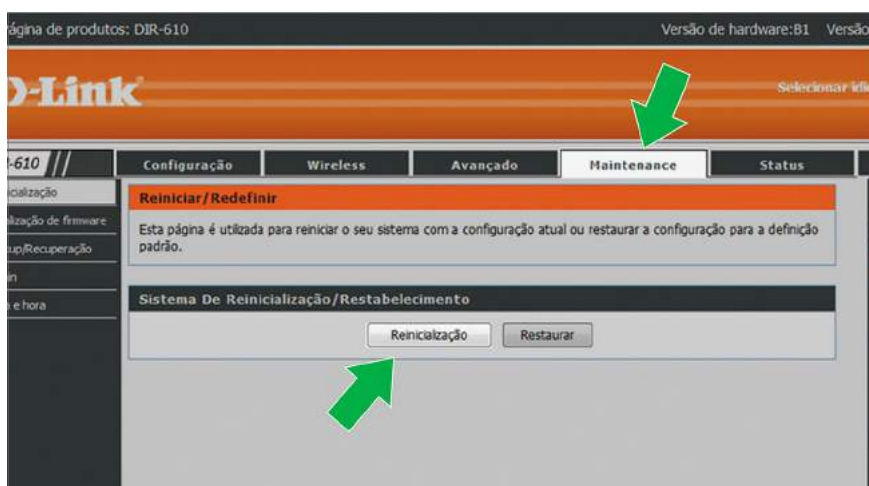 ágina de produtos: DIR-610 Versão de hardware:B1 Versão
D-Link
Selecionar idi
-610
Configuração Wireless Avançado Maintenance Status
icialização
alização de firmware
up/Recuperação
in
a e hora
Reiniciar/Redefinir
Esta página é utilizada para reiniciar o seu sistema com a configuração atual ou restaurar a configuração para a definição
padrão.
Sistema De Reinicialização/Restabelecimento
Reinicialização Restaurar